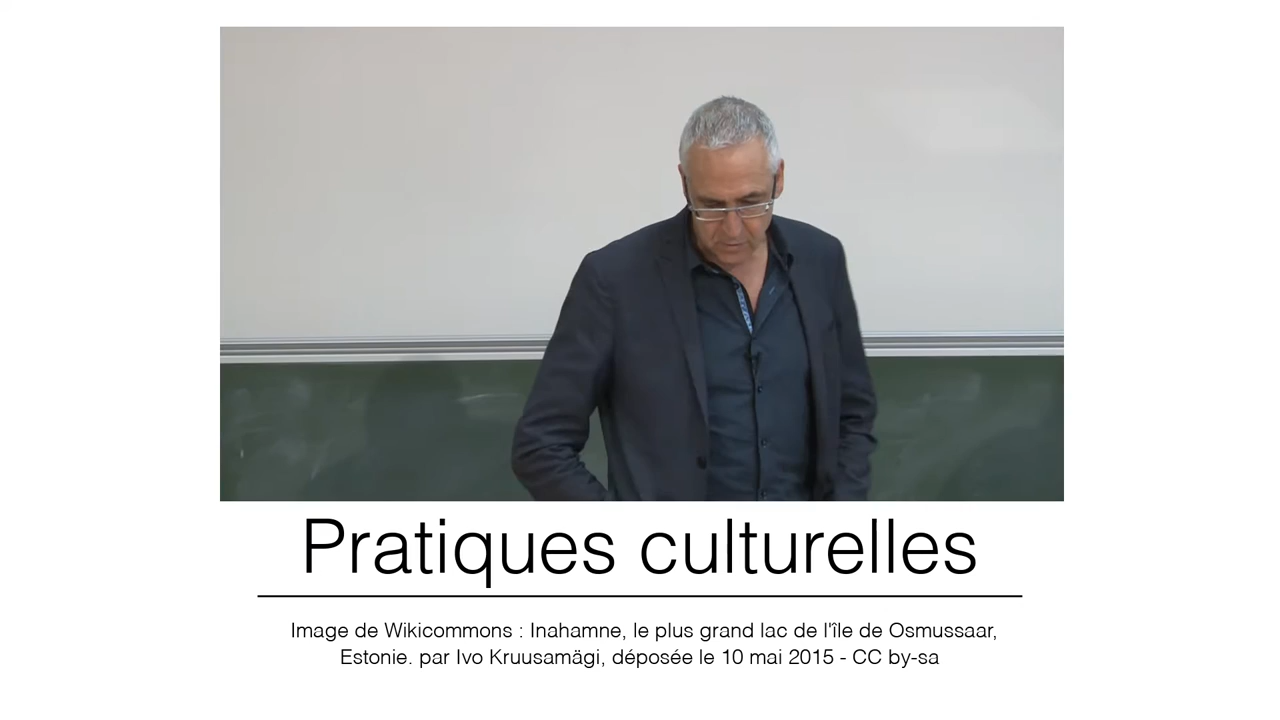 Pratiques culturelles
Image de Wikicommons : Inahamne, le plus grand lac de l'île de Osmussaar,
Estonie. par Ivo Kruusamägi, déposée le 10 mai 2015 - CC by-sa